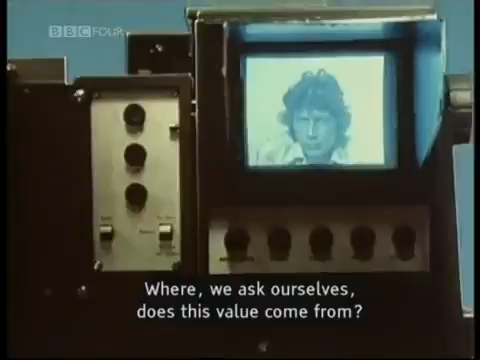 BBC FOUR
Where, we ask ourselves,
does this value come from?